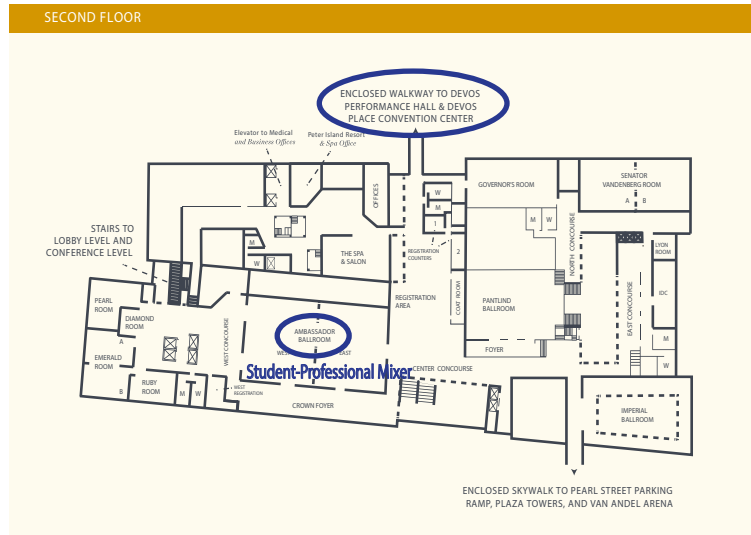 SECOND FLOOR
ENCLOSED WALKWAY TO DEVOS
PERFORMANCE HALL & DEVOS
PLACE CONVENTION CENTER
Elevator to Medical
and Business Offices
Peter Island Resort
& Spa Office
OFFICES
GOVERNOR'S ROOM
SENATOR
VANDENBERG ROOM
A B
W
M
1
REGISTRATION
COUNTERS
2
M W
NORTH CONCOURSE
STAIRS TO
LOBBY LEVEL AND
CONFERENCE LEVEL
M
W
THE SPA
& SALON
LYON
ROOM
IDC
EAST CONCOURSE
M
W
REGISTRATION
AREA
COAT ROOM
PANTLIND
BALLROOM
FOYER
PEARL
ROOM
DIAMOND
ROOM
A
EMERALD
ROOM
B
RUBY
ROOM
M W
WEST CONCOURSE
WEST
REGISTRATION
AMBASSADOR
BALLROOM
WEST EAST
Student-Professional Mixer
CENTER CONCOURSE
CROWN FOYER
IMPERIAL
BALLROOM
ENCLOSED SKYWALK TO PEARL STREET PARKING
RAMP, PLAZA TOWERS, AND VAN ANDEL ARENA